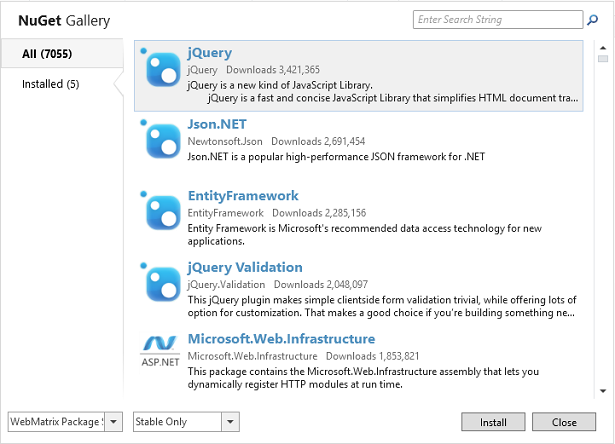 NuGet Gallery
Enter Search String
All (7055)
Installed (5)
jQuery
jQuery Downloads 3,421,365
jQuery is a new kind of JavaScript Library.
jQuery is a fast and concise JavaScript Library that simplifies HTML document tra...
Json.NET
Newtonsoft.Json Downloads 2,691,454
Json.NET is a popular high-performance JSON framework for .NET
EntityFramework
EntityFramework Downloads 2,285,156
Entity Framework is Microsoft's recommended data access technology for new
applications.
jQuery Validation
jQuery.Validation Downloads 2,048,097
This jQuery plugin makes simple clientside form validation trivial, while offering lots of
option for customization. That makes a good choice if you're building something ne...
ASP.NET
Microsoft.Web.Infrastructure
Microsoft.Web.Infrastructure Downloads 1,853,821
This package contains the Microsoft.Web.Infrastructure assembly that lets you
dynamically register HTTP modules at run time.
WebMatrix Package
Stable Only
Install
Close